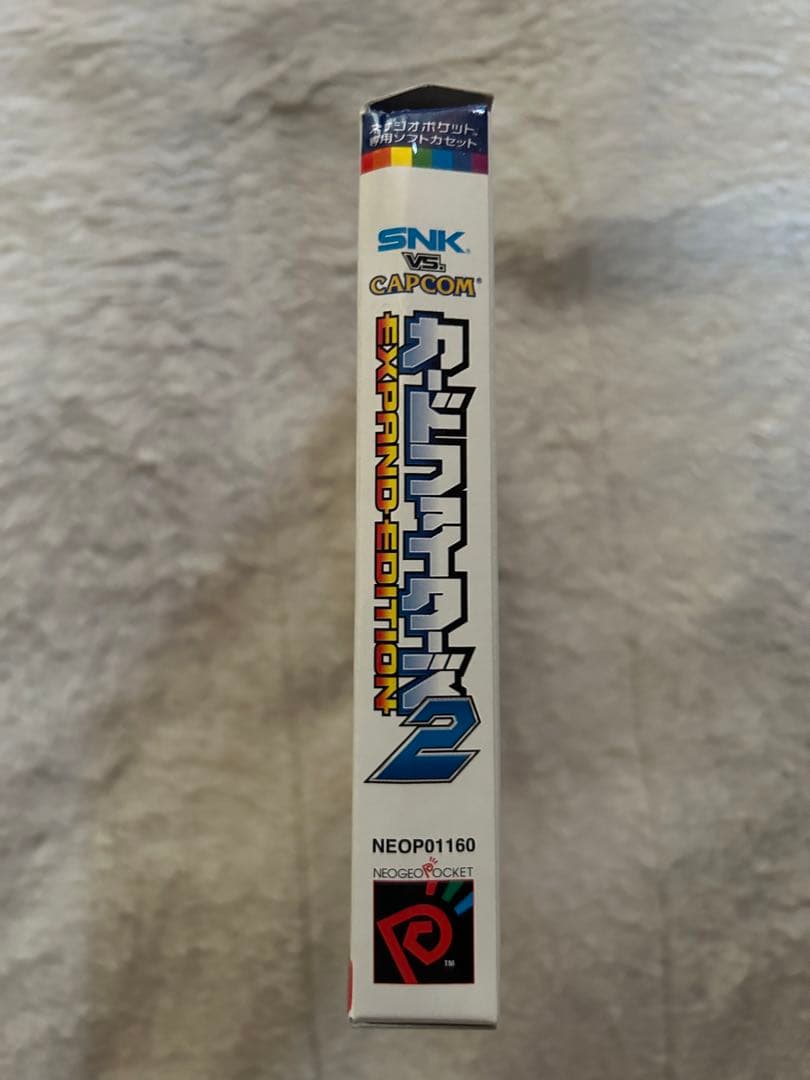 ネオジオポケット
専用ソフトカセット
SNK
VS.
CAPCOM
カードファイターズ
2
EXPAND EDITION
NEOP01160
NEOGEO POCKET
TM